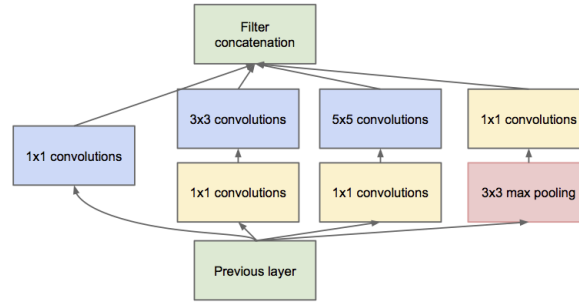 Filter
concatenation
3x3 convolutions
5x5 convolutions
1x1 convolutions
1x1 convolutions
1x1 convolutions
1x1 convolutions
3x3 max pooling
Previous layer